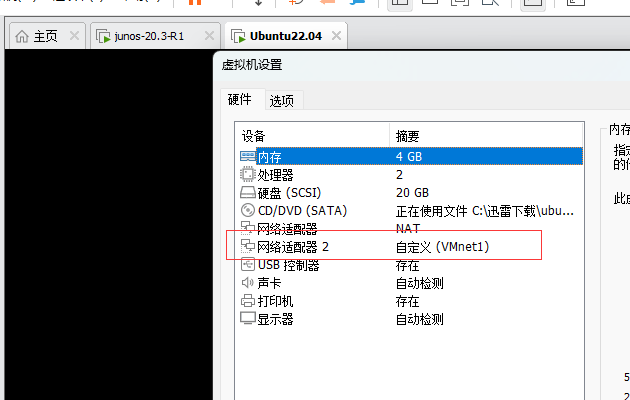 主页
junos-20.3-R1
Ubuntu22.04
虚拟机设置
硬件 选项
设备 摘要
内存 4 GB
处理器 2
硬盘 (SCSI) 20 GB
CD/DVD (SATA) 正在使用文件 C:\迅雷下载\ubu...
网络适配器 NAT
网络适配器 2 自定义 (VMnet1)
USB 控制器 存在
声卡 自动检测
打印机 存在
显示器 自动检测
内存
指定
的
此虚
5
2